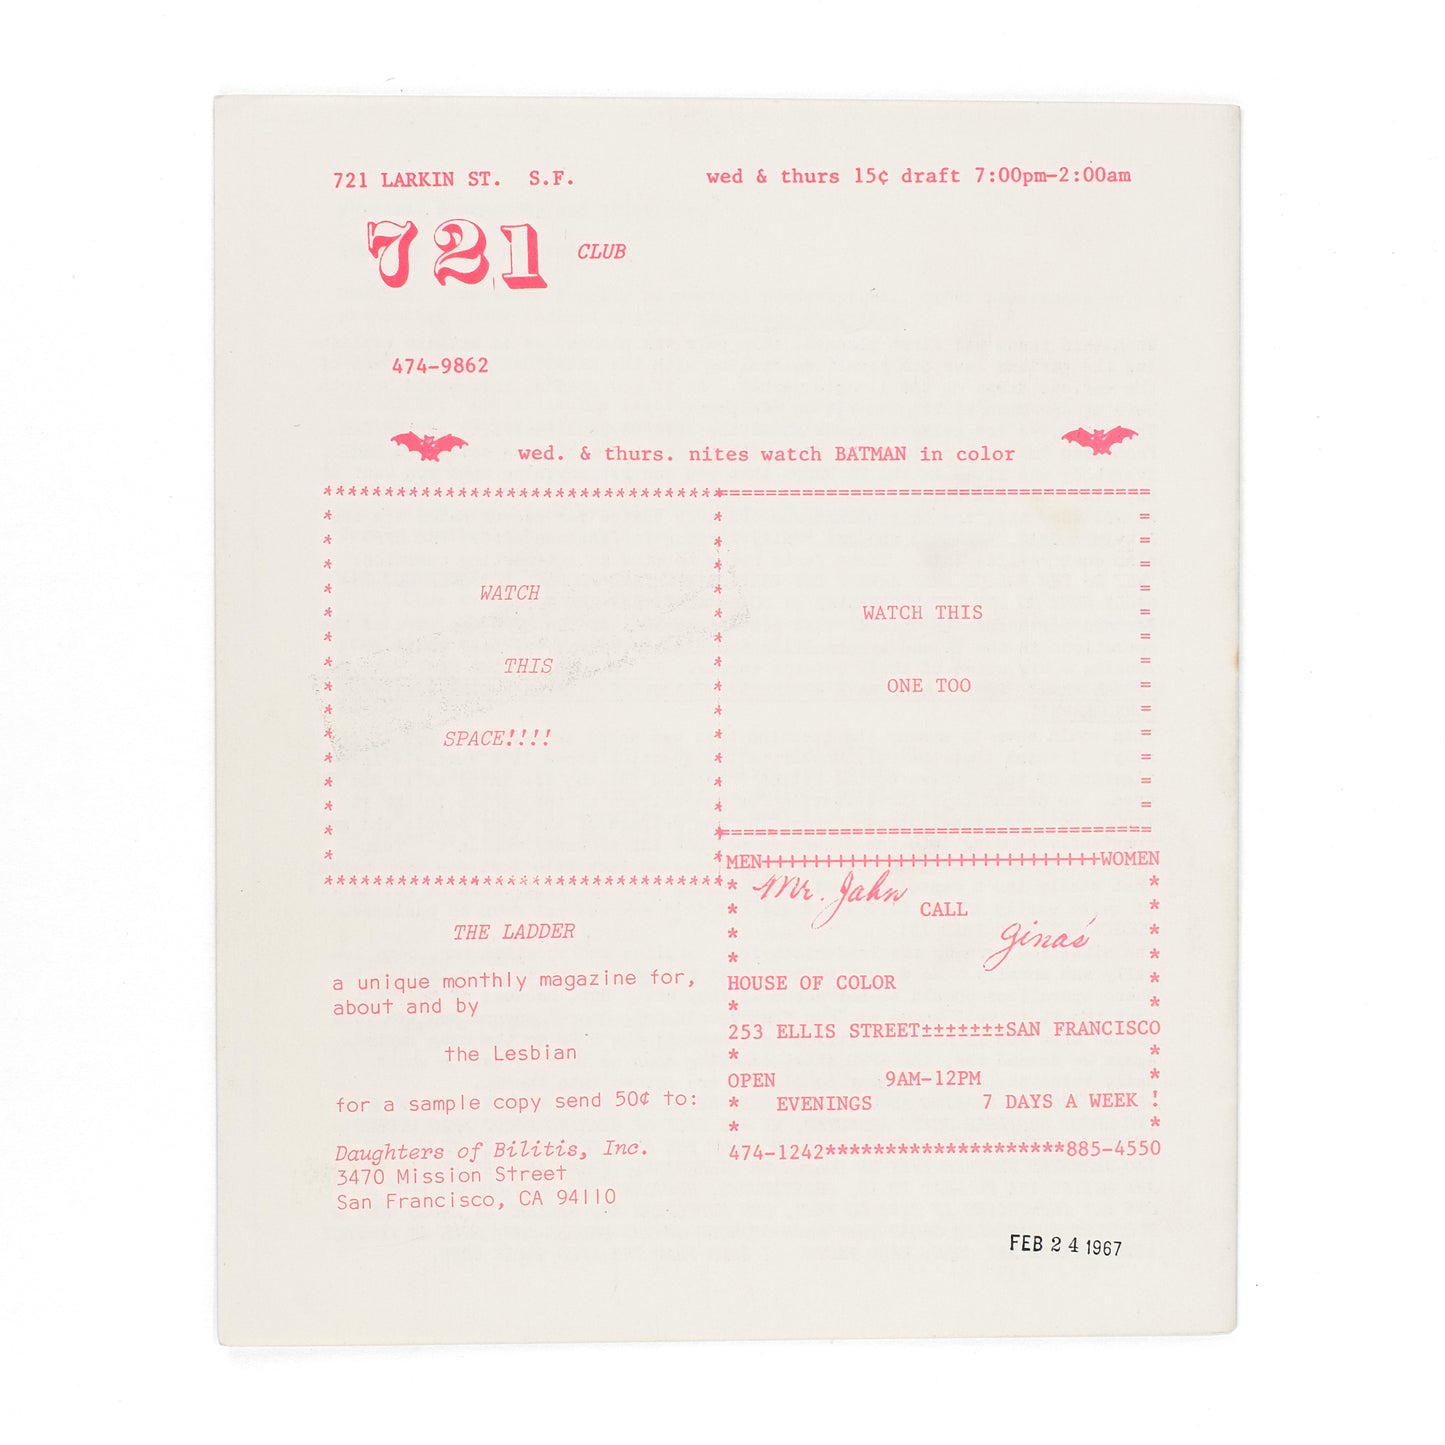 721 LARKIN ST. S.F.
wed & thurs 15¢ draft 7:00pm-2:00am
721 CLUB
474-9862
wed. & thurs. nites watch BATMAN in color
WATCH
THIS
SPACE!!!!
WATCH THIS
ONE TOO
THE LADDER
a unique monthly magazine for,
about and by
the Lesbian
for a sample copy send 50¢ to:
Daughters of Bilitis, Inc.
3470 Mission Street
San Francisco, CA 94110
MEN++++++++++++++++++++++++++++WOMEN
Mr. John
CALL
Gina's
HOUSE OF COLOR
253 ELLIS STREET±±±±±±±SAN FRANCISCO
OPEN 9AM-12PM
EVENINGS 7 DAYS A WEEK !
474-1242********************885-4550
FEB 24 1967